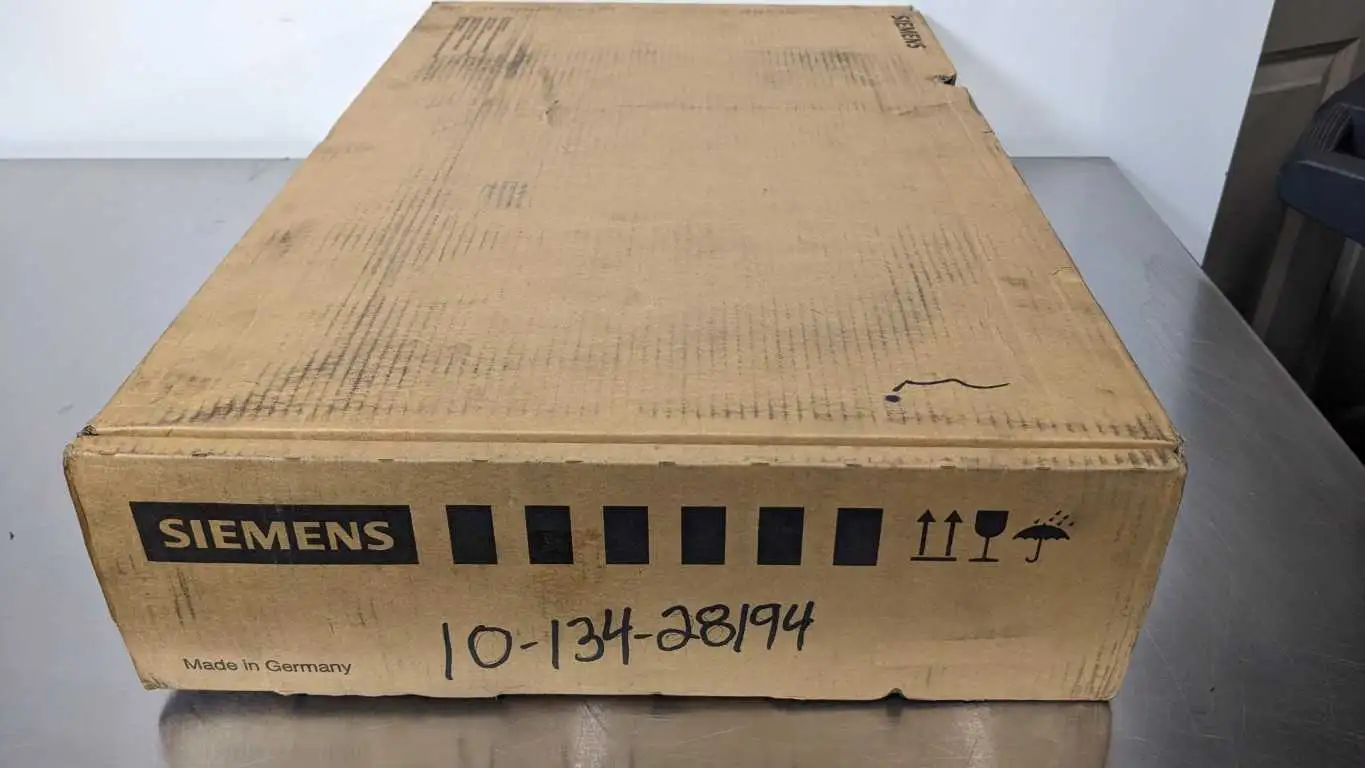 SIEMENS
SIEMENS
10-134-28194
Made in Germany